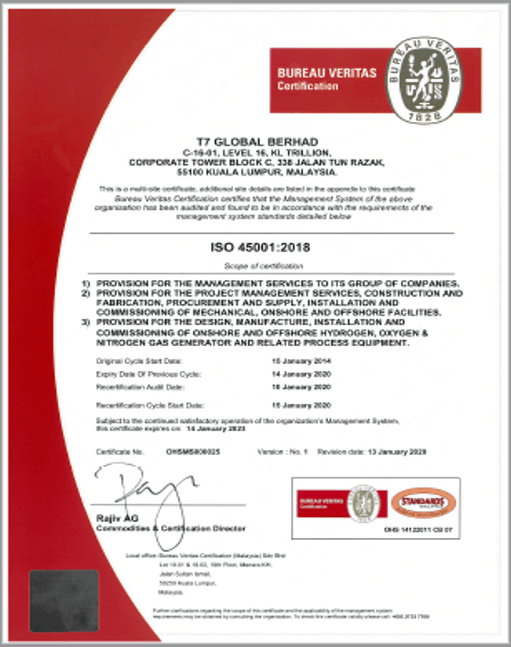 BUREAU VERITAS
Certification
BUREAU VERITAS
1828
T7 GLOBAL BERHAD
C-16-01, LEVEL 16, KL TRILLION,
CORPORATE TOWER BLOCK C, 338 JALAN TUN RAZAK,
55100 KUALA LUMPUR, MALAYSIA.
This is a multi-site certificate, additional site details are listed in the appendix to this certificate
Bureau Veritas Certification certifies that the Management System of the above
organization has been audited and found to be in accordance with the requirements of the
management system standards detailed below
ISO 45001:2018
Scope of certification
1) PROVISION FOR THE MANAGEMENT SERVICES TO ITS GROUP OF COMPANIES.
2) PROVISION FOR THE PROJECT MANAGEMENT SERVICES, CONSTRUCTION AND
FABRICATION, PROCUREMENT AND SUPPLY, INSTALLATION AND
COMMISSIONING OF MECHANICAL, ONSHORE AND OFFSHORE FACILITIES.
3) PROVISION FOR THE DESIGN, MANUFACTURE, INSTALLATION AND
COMMISSIONING OF ONSHORE AND OFFSHORE HYDROGEN, OXYGEN &
NITROGEN GAS GENERATOR AND RELATED PROCESS EQUIPMENT.
Original Cycle Start Date: 15 January 2014
Expiry Date Of Previous Cycle: 14 January 2020
Recertification Audit Date: 18 January 2020
Recertification Cycle Start Date: 15 January 2020
Subject to the continued satisfactory operation of the organization's Management System,
this certificate expires on: 14 January 2023
Certificate No. OHSMS800025 Version : No. 1 Revision date: 13 January 2020
Rajiv AG
Commodities & Certification Director
BUREAU VERITAS
Certification
STANDARDS
OHS 14122011 CB 07
Local office: Bureau Veritas Certification (Malaysia) Sdn Bhd
Lot 19.01 & 19.02, 19th Floor, Menara
Jalan Sultan Ismail,
50250 Kuala Lumpur,
Malaysia.
Further clarifications regarding the scope of this certificate and the applicability of the management system
requirements may be obtained by consulting the organisation. To check this certificate validity please call: